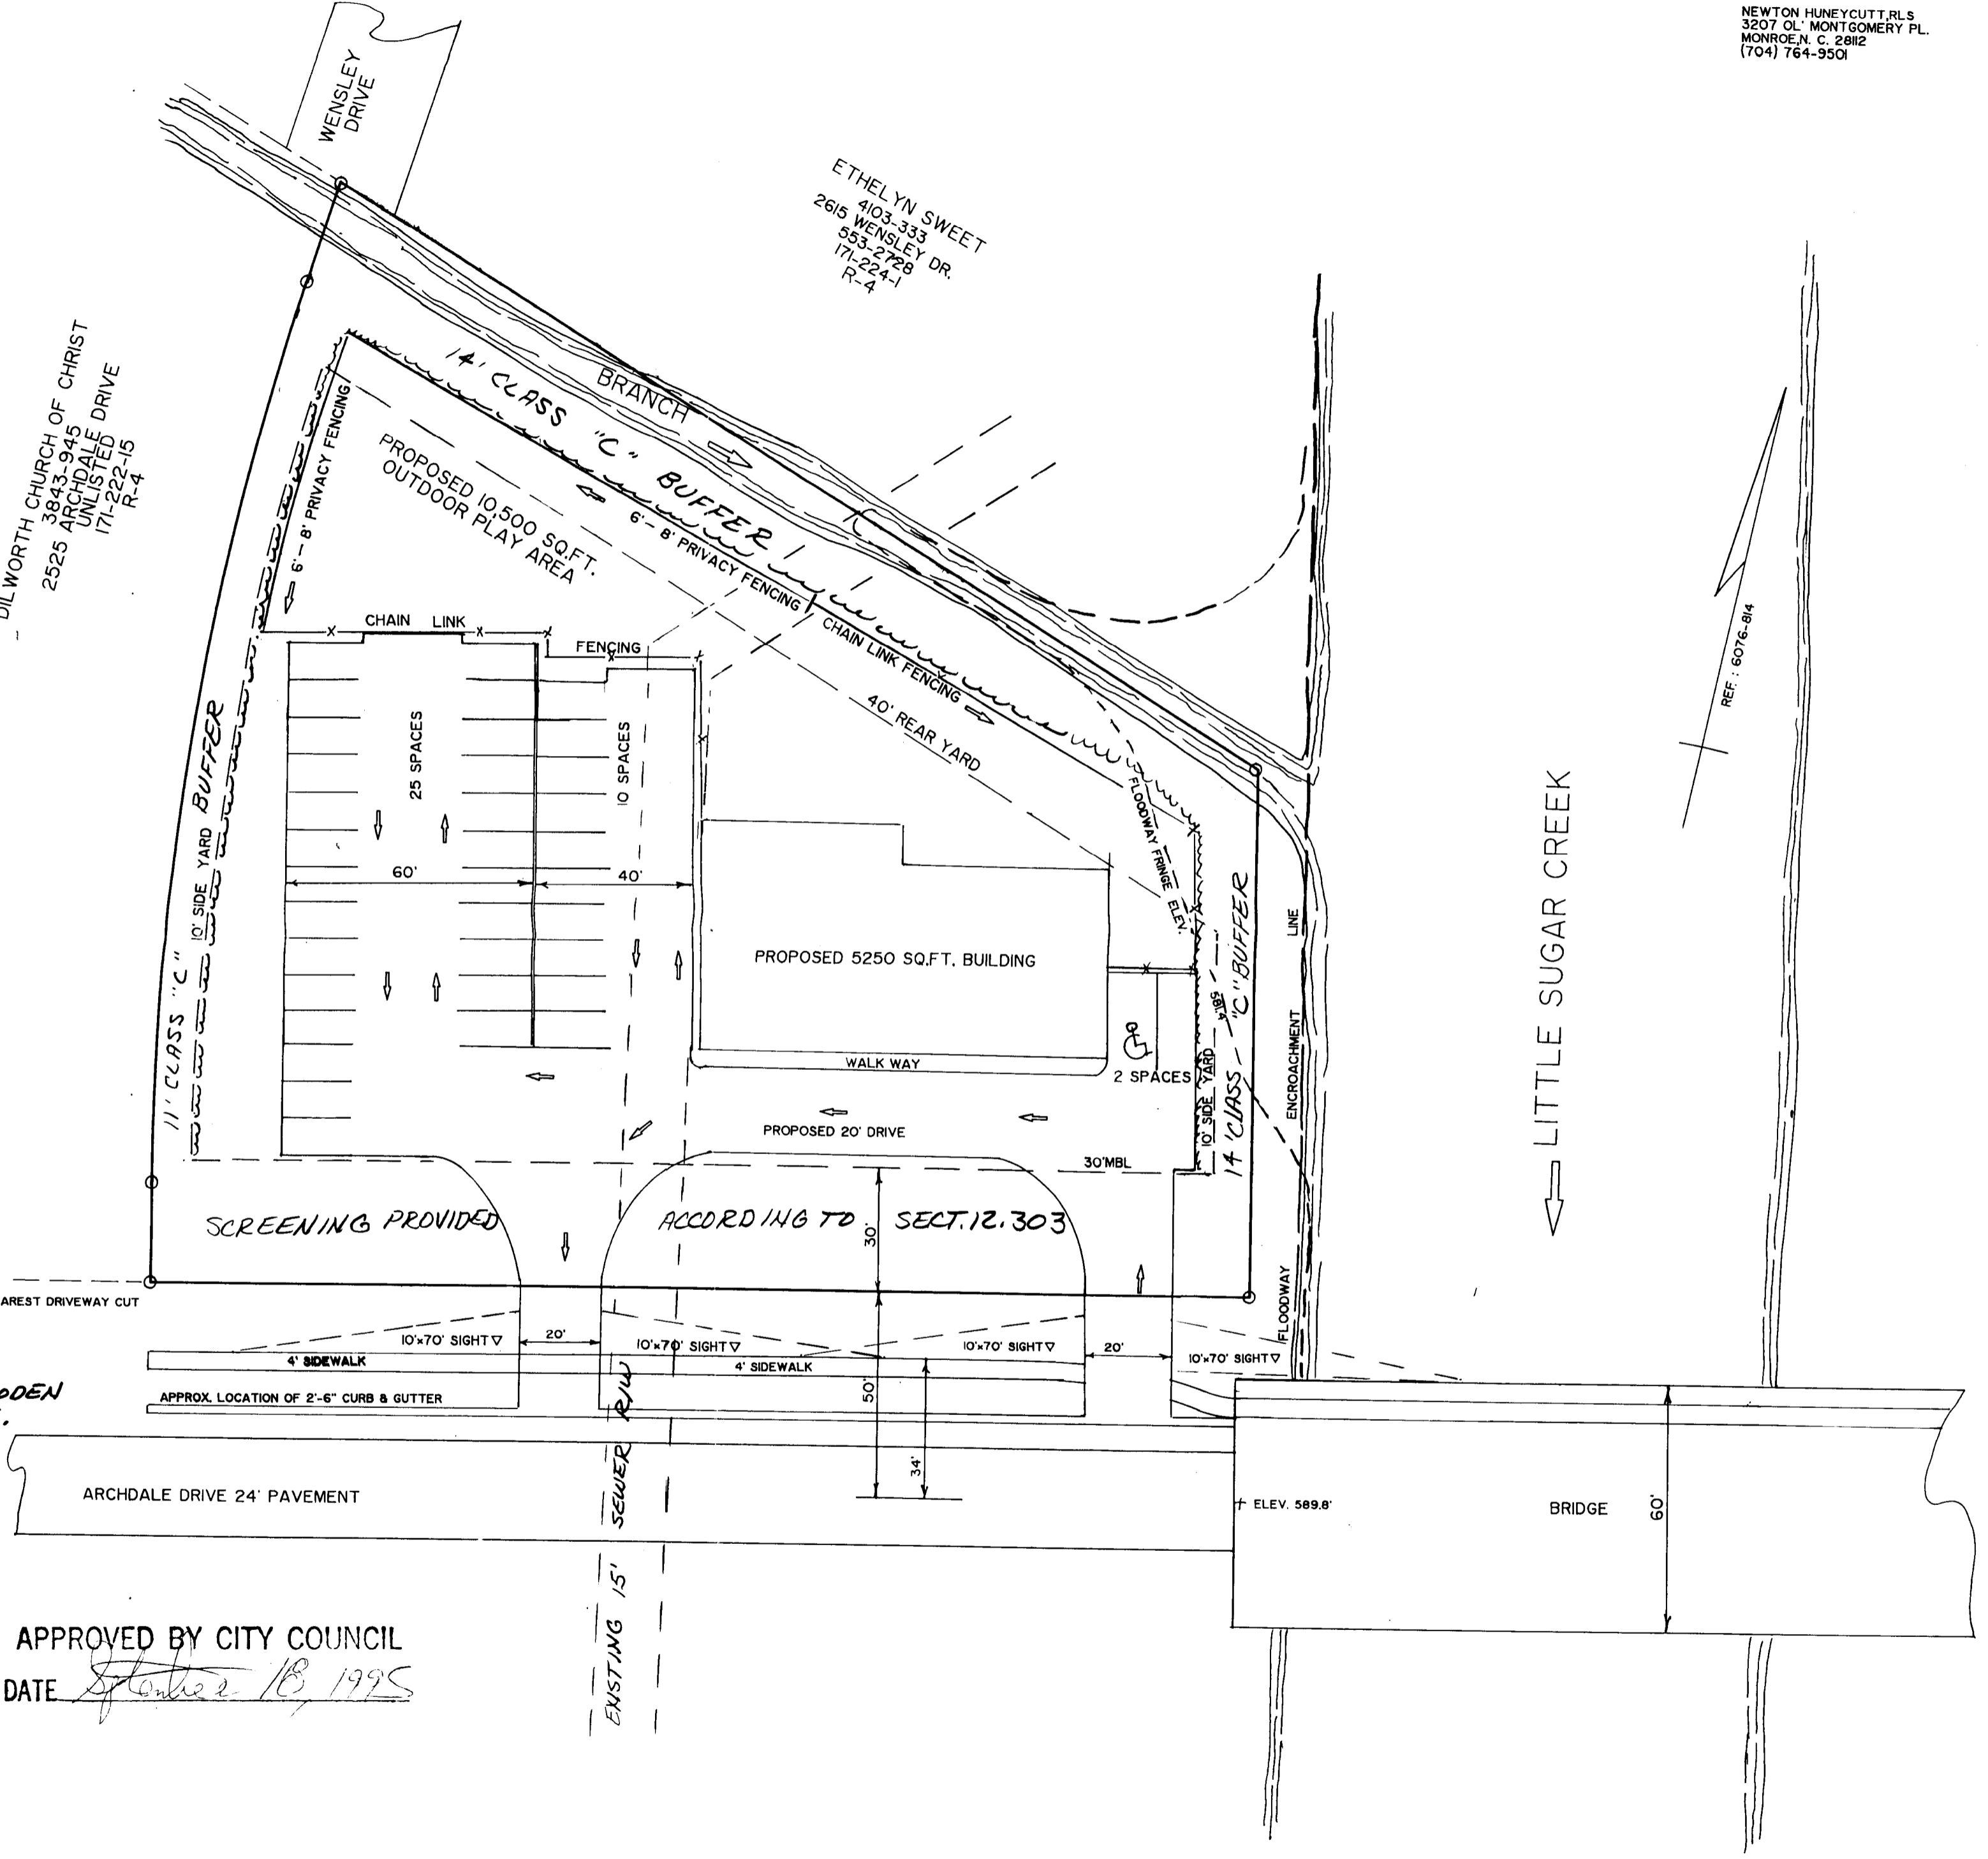 NEWTON HUNEYCUTT,RLS
3207 OL' MONTGOMERY PL.
MONROE,N. C. 28112
(704) 764-9501
WENSLEY
DRIVE
ETHELYN SWEET
4103-333
2615 WENSLEY DR.
553-2728
171-224-1
R-4
DILWORTH CHURCH OF CHRIST
3843-945
2525 ARCHDALE DRIVE
UNLISTED
171-222-15
R-4
BRANCH
14' CLASS "C" BUFFER
6'-8' PRIVACY FENCING
6'-8' PRIVACY FENCING
PROPOSED 10,500 SQ.FT.
OUTDOOR PLAY AREA
CHAIN LINK
FENCING
CHAIN LINK FENCING
40' REAR YARD
REF.: 6076-814
11' CLASS "C" BUFFER
10' SIDE YARD
25 SPACES
10 SPACES
60'
40'
FLOODWAY FRINGE ELEV.
581.4
PROPOSED 5250 SQ.FT. BUILDING
WALK WAY
2 SPACES
10' SIDE YARD
14' CLASS "C" BUFFER
FLOODWAY ENCROACHMENT LINE
LITTLE SUGAR CREEK
PROPOSED 20' DRIVE
30'MBL
SCREENING PROVIDED ACCORDING TO SECT.12.303
30'
AREST DRIVEWAY CUT
10'x70' SIGHT
20'
10'x70' SIGHT
10'x70' SIGHT
20'
10'x70' SIGHT
4' SIDEWALK
4' SIDEWALK
ODEN
APPROX. LOCATION OF 2'-6" CURB & GUTTER
50'
34'
ARCHDALE DRIVE 24' PAVEMENT
EXISTING 15' SEWER R/W
ELEV. 589.8'
BRIDGE
60'
APPROVED BY CITY COUNCIL
DATE September 18, 1995